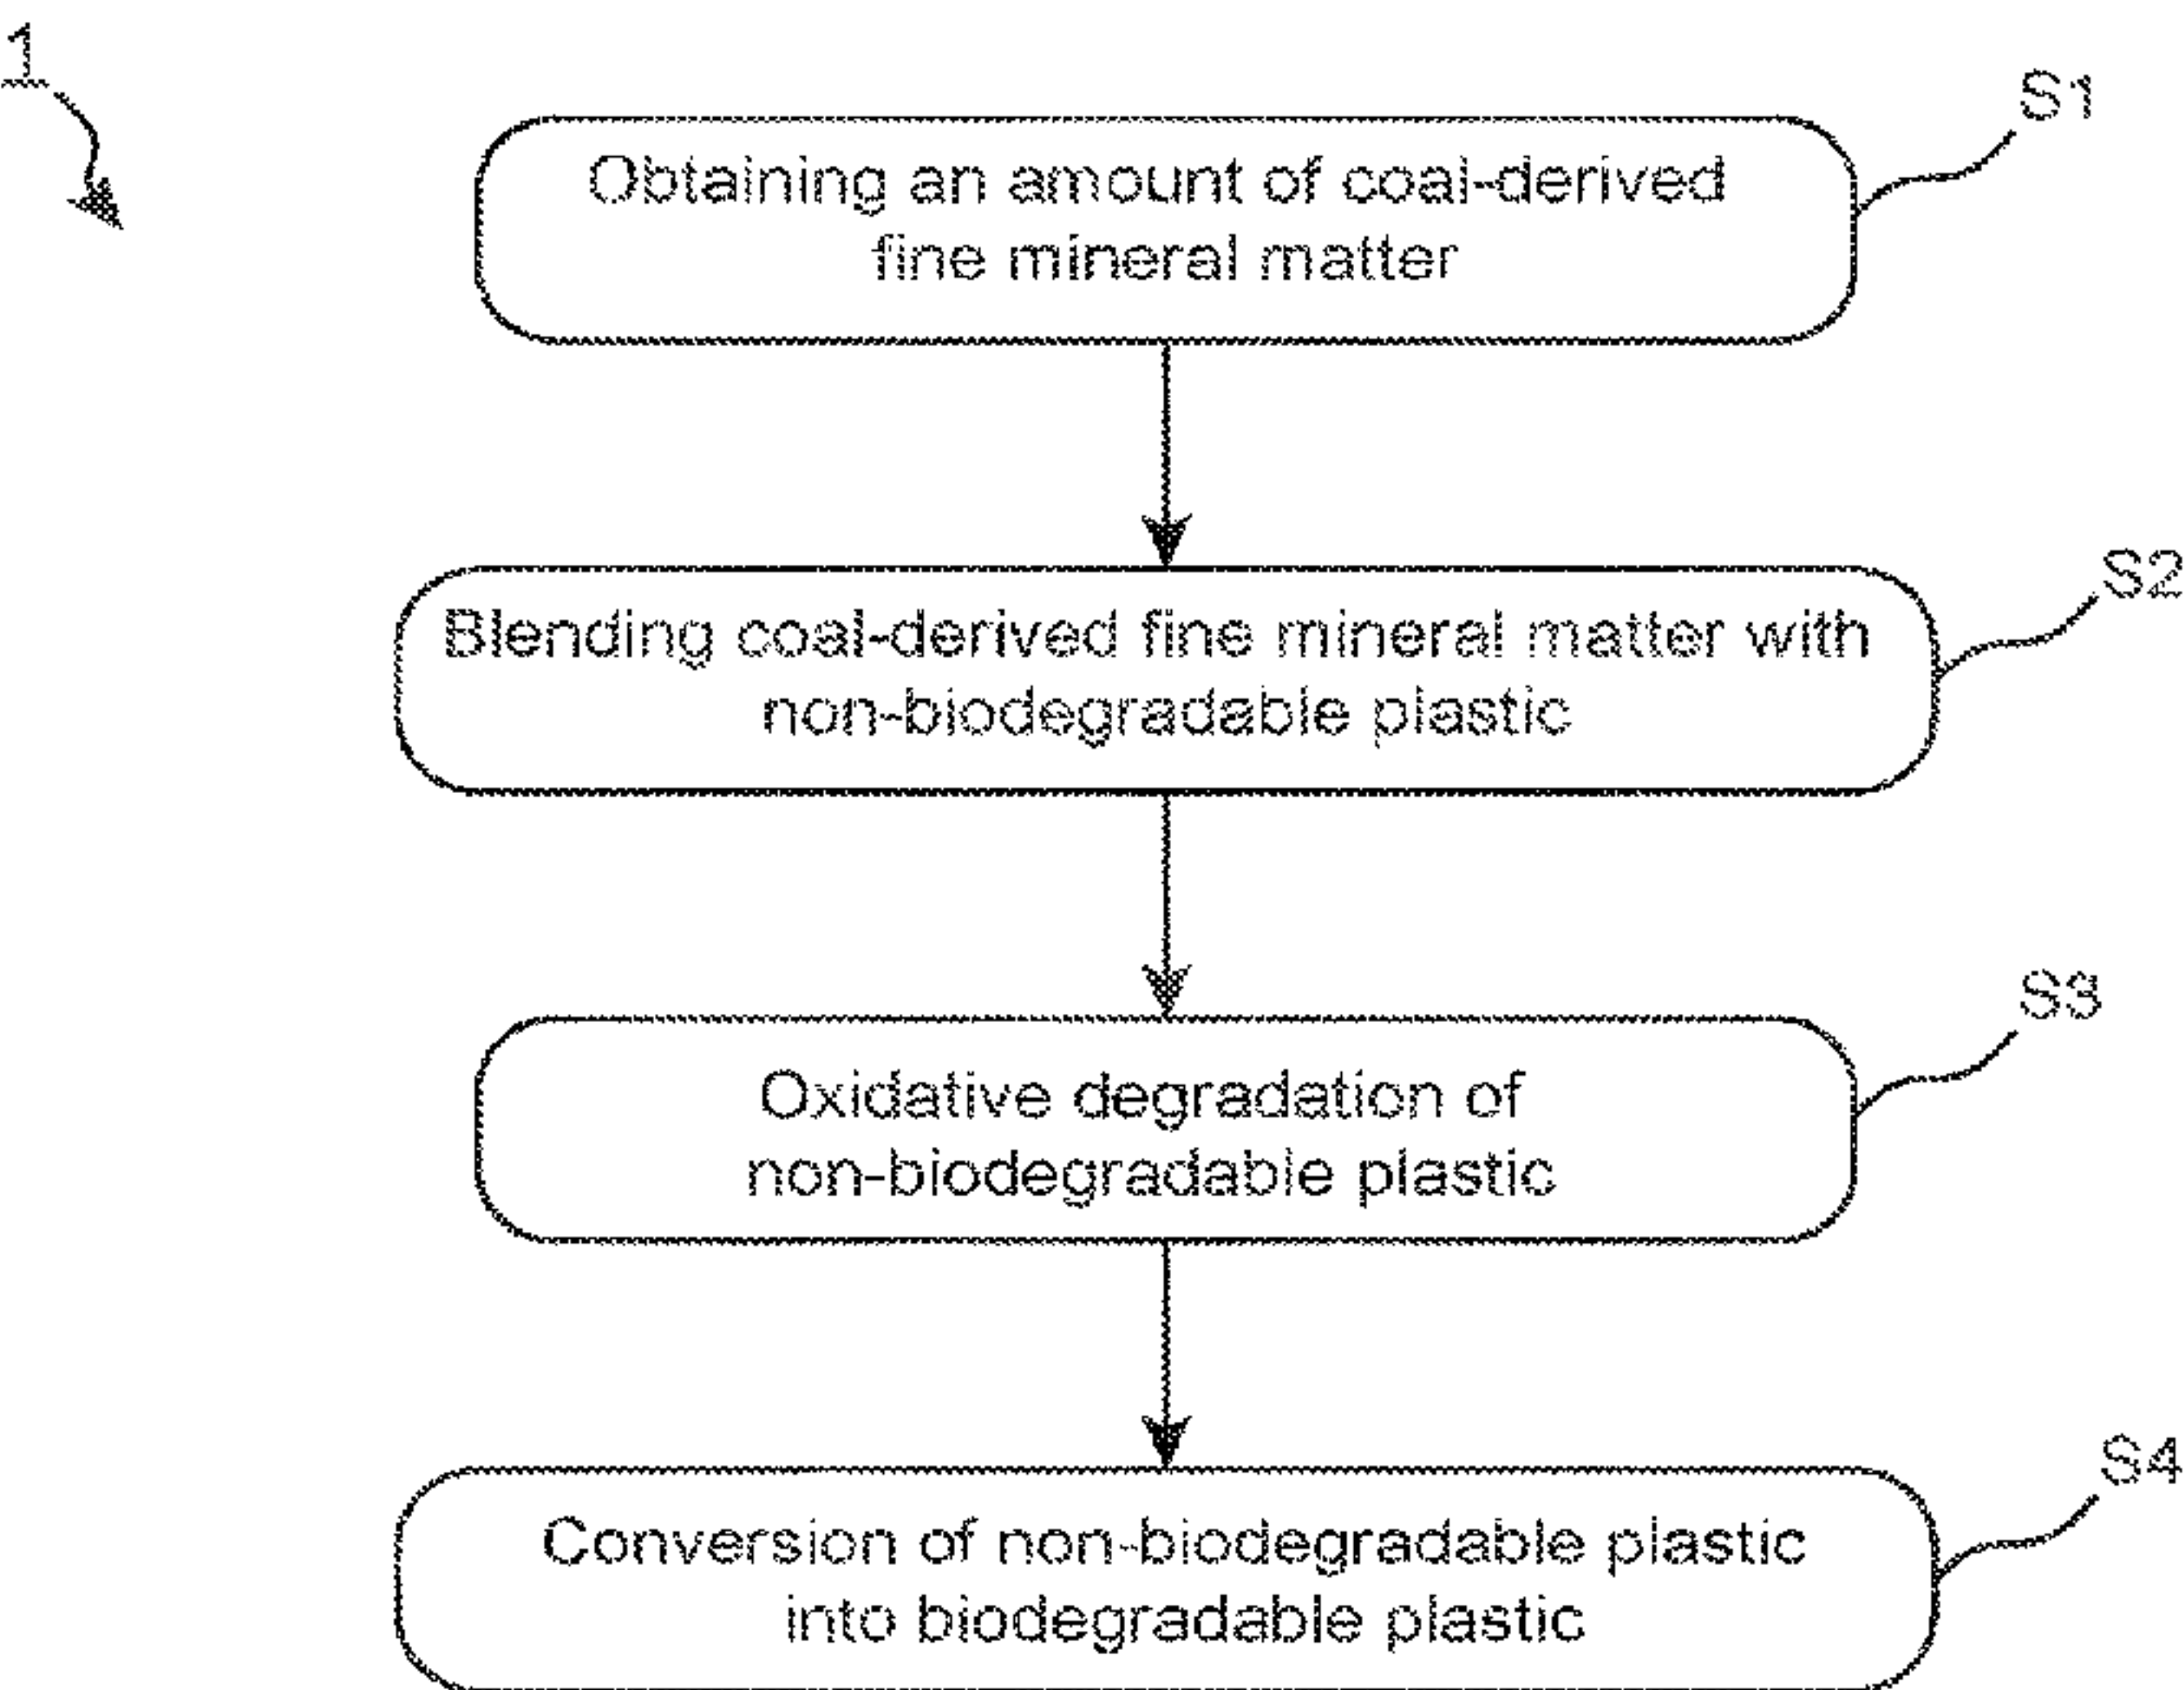 1
S1
Obtaining an amount of coal-derived
fine mineral matter
S2
Blending coal-derived fine mineral matter with
non-biodegradable plastic
S3
Oxidative degradation of
non-biodegradable plastic
S4
Conversion of non-biodegradable plastic
into biodegradable plastic